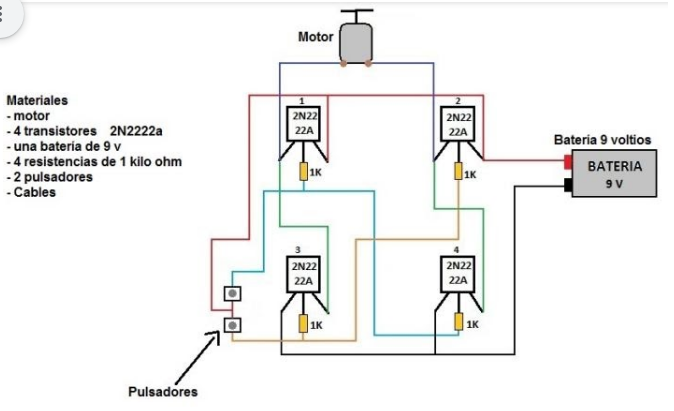 Motor
Materiales
- motor
- 4 transistores 2N2222a
- una batería de 9 v
- 4 resistencias de 1 kilo ohm
- 2 pulsadores
- Cables
1
2N22
22A
1K
2
2N22
22A
1K
Bateria 9 voltios
BATERIA
9 V
3
2N22
22A
1K
4
2N22
22A
1K
Pulsadores